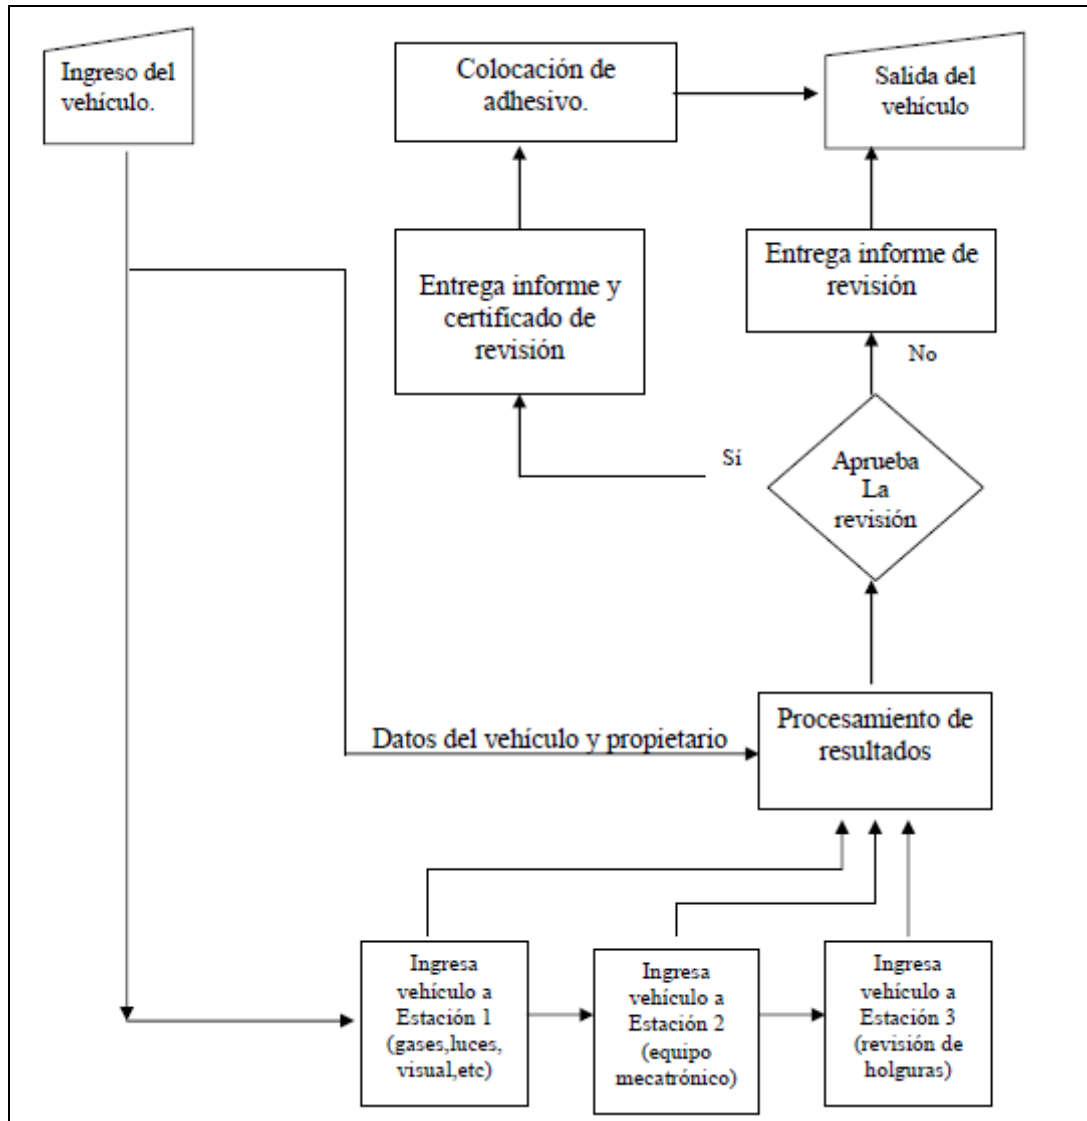 Ingreso del
vehículo.
Colocación de
adhesivo.
Salida del
vehículo
Entrega informe y
certificado de
revisión
Entrega informe de
revisión
No
Sí
Aprueba
La
revisión
Procesamiento de
resultados
Datos del vehículo y propietario
Ingresa
vehículo a
Estación 1
(gases,luces,
visual,etc)
Ingresa
vehículo a
Estación 2
(equipo
mecatrónico)
Ingresa
vehículo a
Estación 3
(revisión de
holguras)